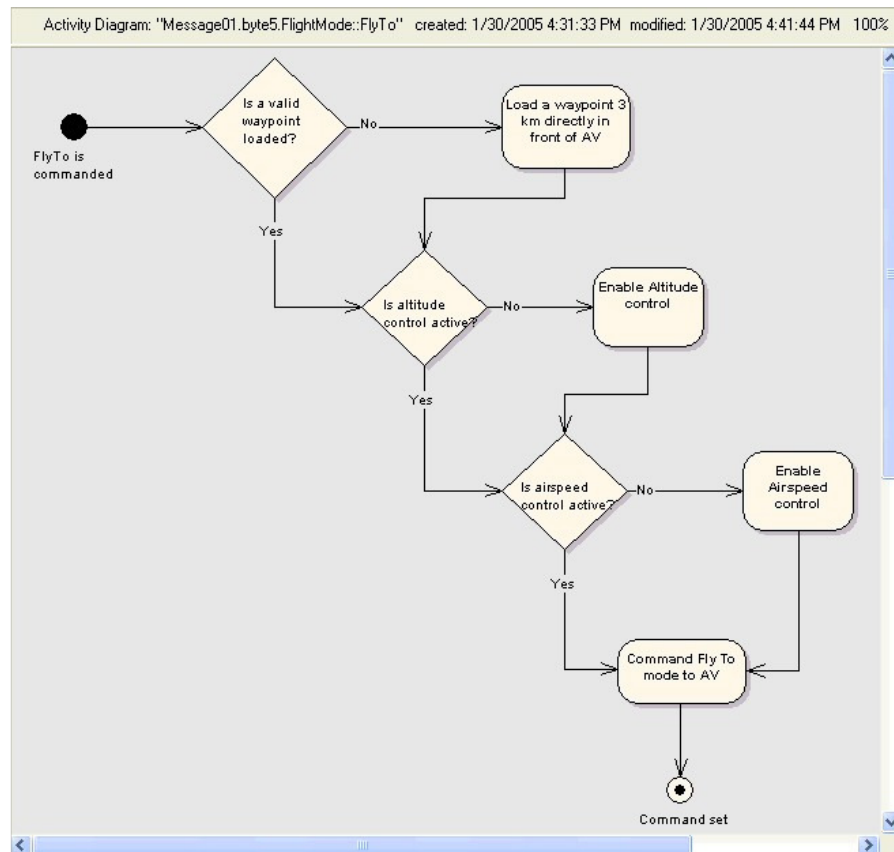 Activity Diagram: "Message01.byte5.FlightMode::FlyTo" created: 1/30/2005 4:31:33 PM modified: 1/30/2005 4:41:44 PM 100%
Is a valid
waypoint
loaded?
No
Load a waypoint 3
km directly in
front of AV
FlyTo is
commanded
Yes
Is altitude
control active?
No
Enable Altitude
control
Yes
Is airspeed
control active?
No
Enable
Airspeed
control
Yes
Command Fly To
mode to AV
Command set